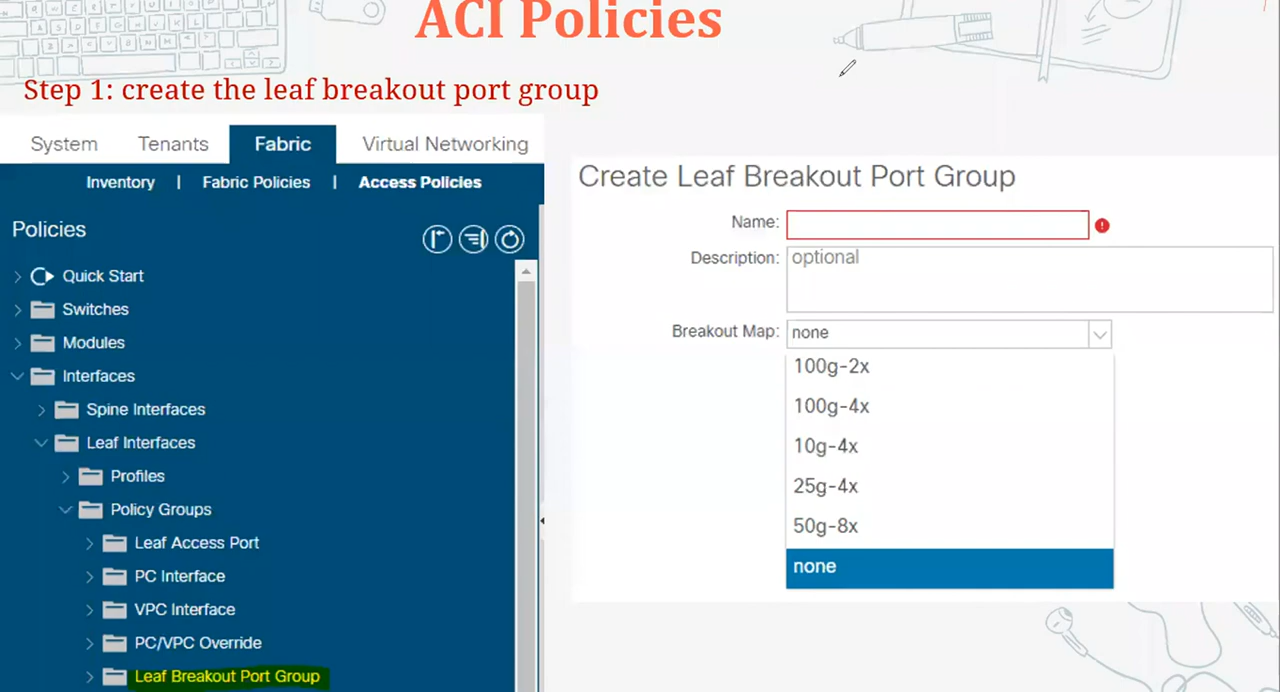 ACI Policies
Step 1: create the leaf breakout port group
System Tenants Fabric Virtual Networking
Inventory | Fabric Policies | Access Policies
Policies
Quick Start
Switches
Modules
Interfaces
Spine Interfaces
Leaf Interfaces
Profiles
Policy Groups
Leaf Access Port
PC Interface
VPC Interface
PC/VPC Override
Leaf Breakout Port Group
Create Leaf Breakout Port Group
Name:
Description: optional
Breakout Map: none
100g-2x
100g-4x
10g-4x
25g-4x
50g-8x
none